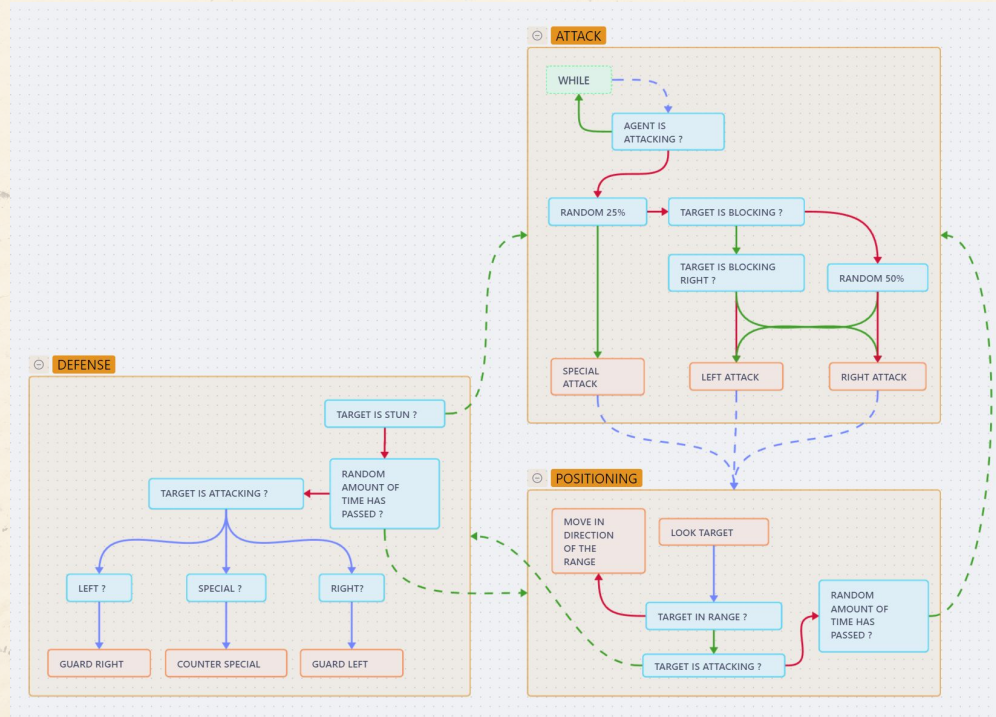 ATTACK
WHILE
AGENT IS
ATTACKING ?
RANDOM 25%
TARGET IS BLOCKING ?
TARGET IS BLOCKING
RIGHT ?
RANDOM 50%
SPECIAL
ATTACK
LEFT ATTACK
RIGHT ATTACK
DEFENSE
TARGET IS STUN ?
RANDOM
AMOUNT OF
TIME HAS
PASSED ?
TARGET IS ATTACKING ?
LEFT ?
SPECIAL ?
RIGHT?
GUARD RIGHT
COUNTER SPECIAL
GUARD LEFT
POSITIONING
MOVE IN
DIRECTION
OF THE
RANGE
LOOK TARGET
TARGET IN RANGE ?
TARGET IS ATTACKING ?
RANDOM
AMOUNT OF
TIME HAS
PASSED ?